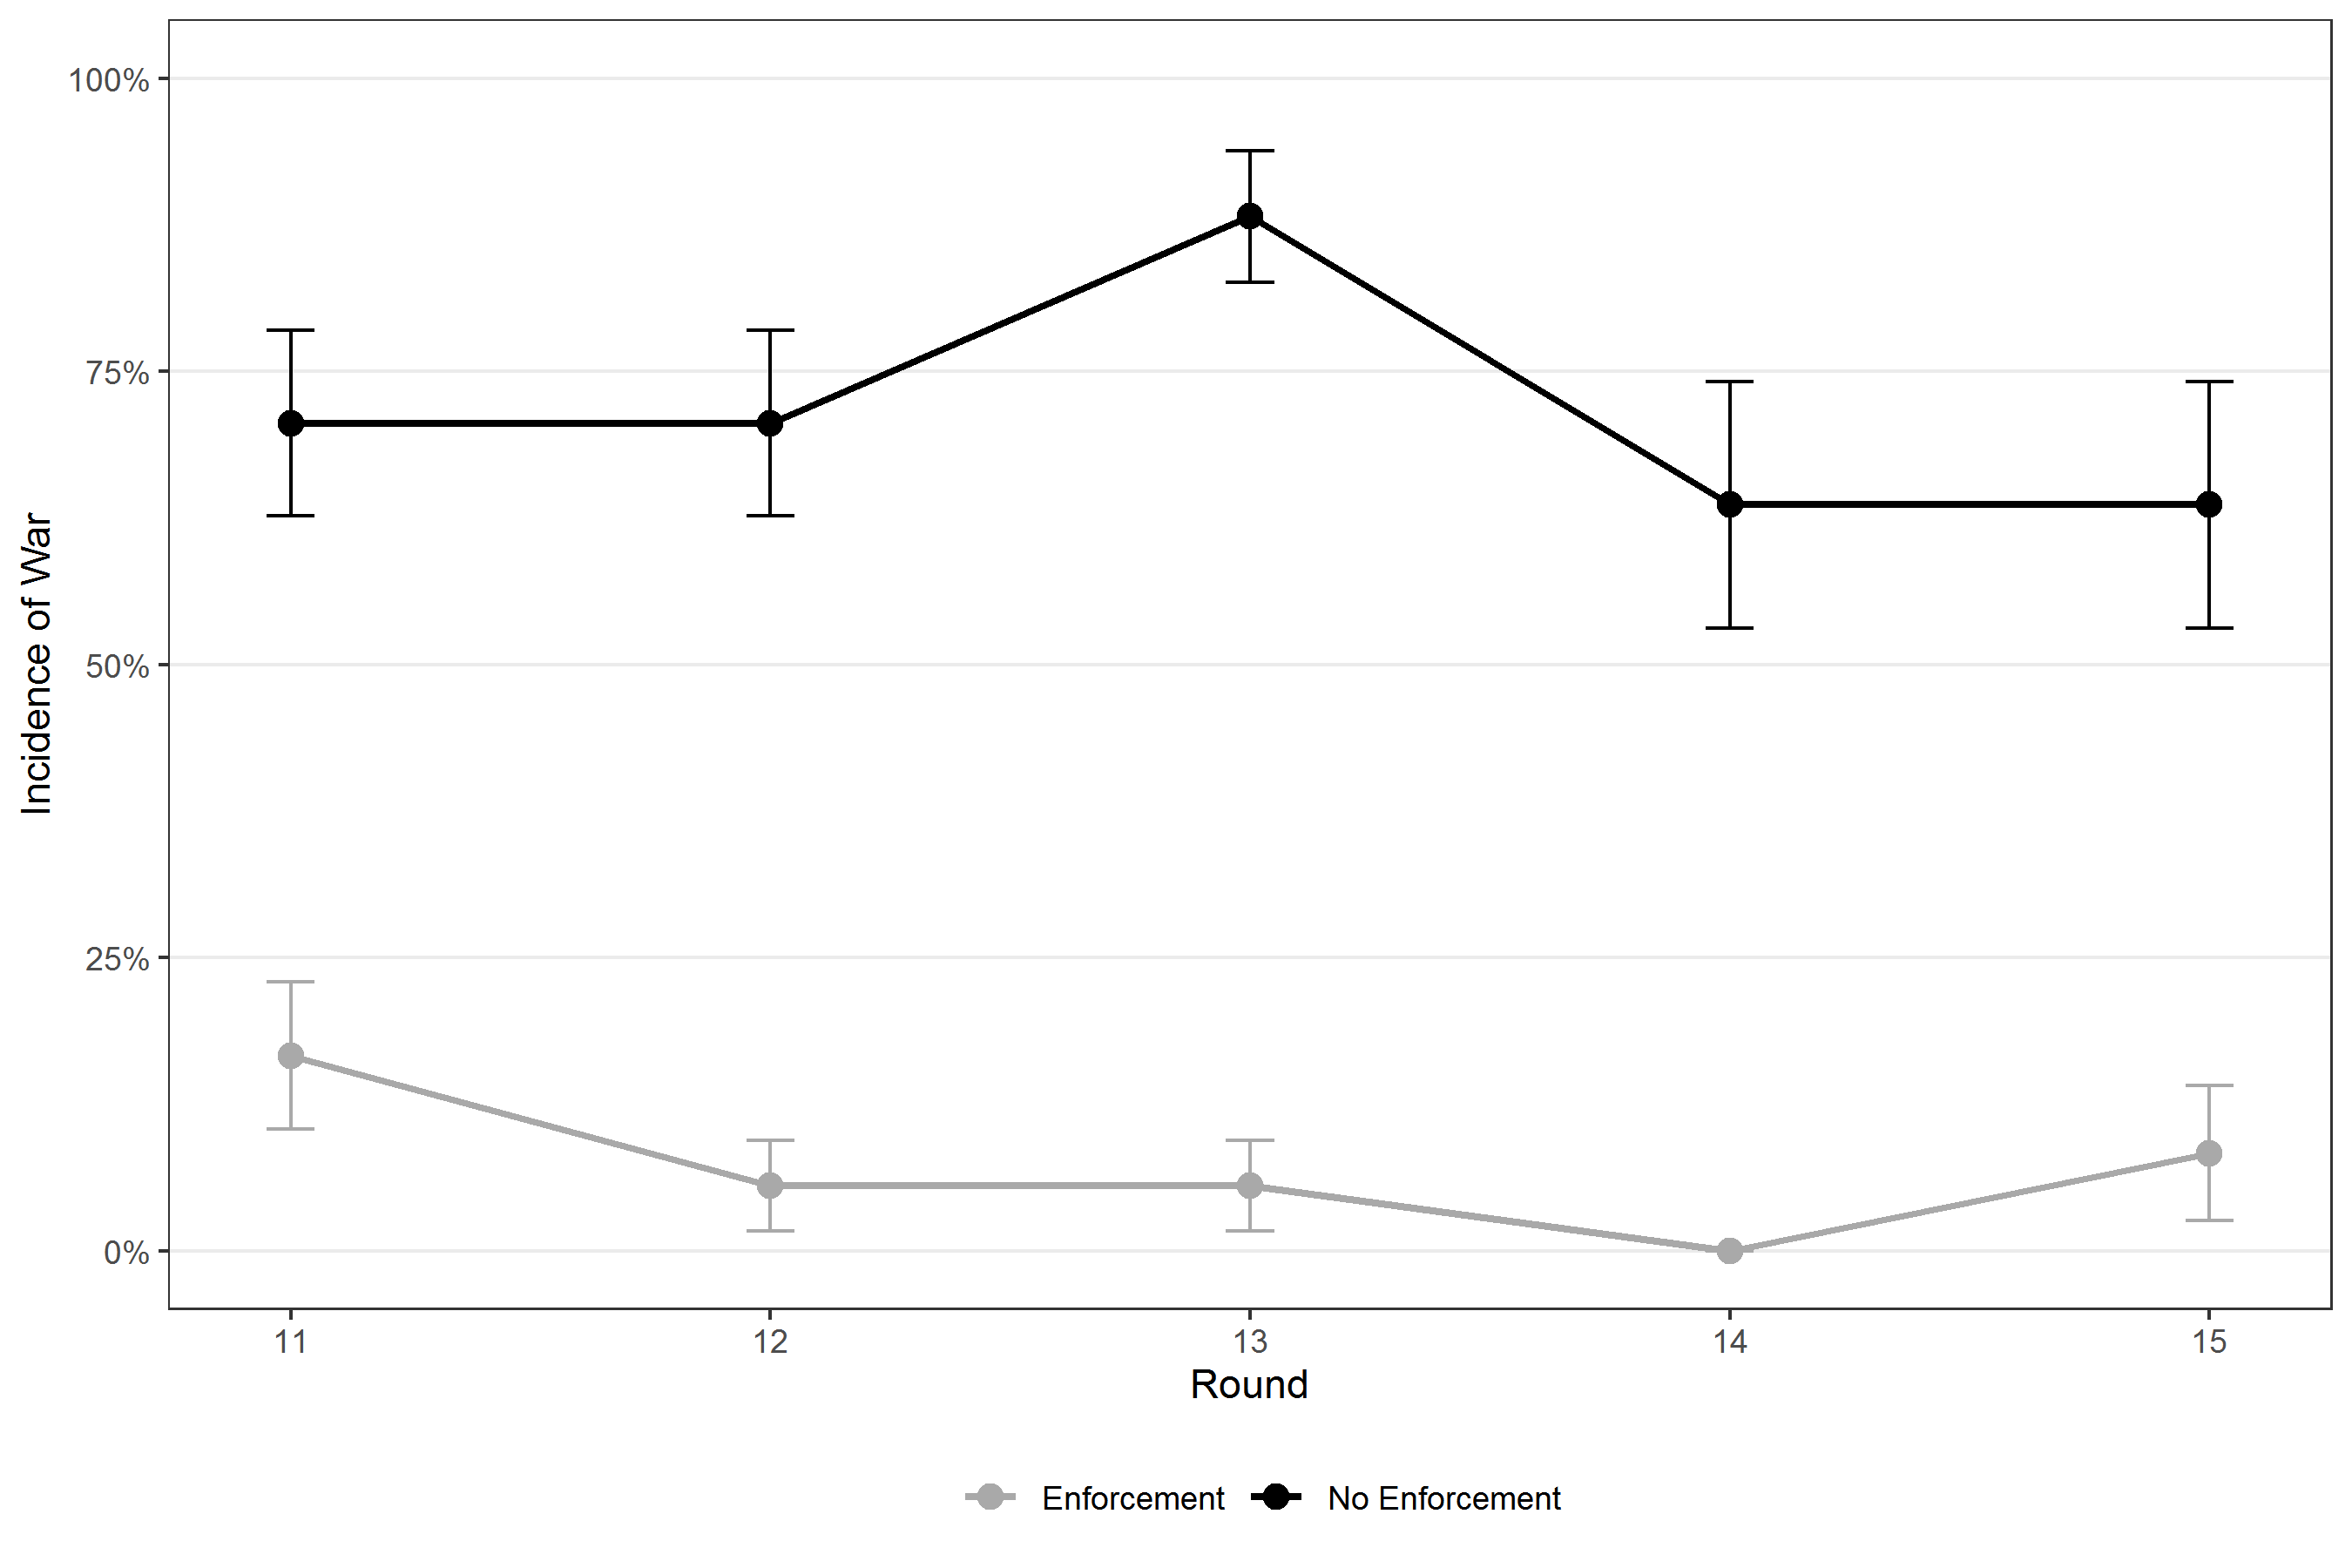 100%
75%
50%
25%
0%
Incidence of War
11 12 13 14 15
Round
Enforcement No Enforcement